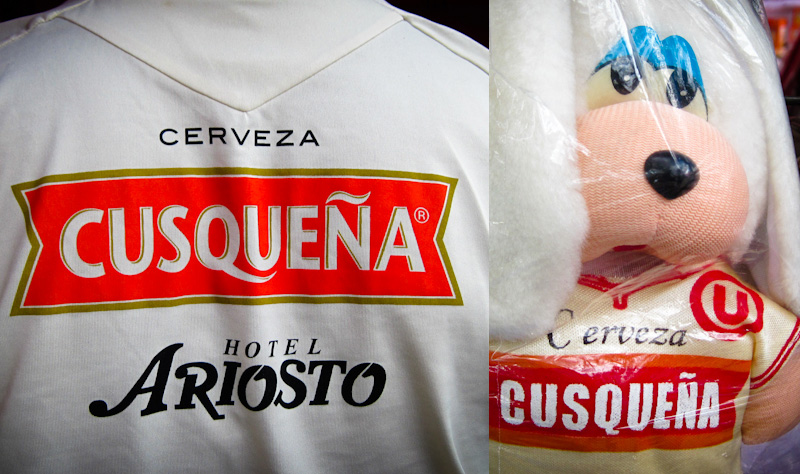 CERVEZA
CUSQUEÑA®
HOTEL
ARIOSTO
U
Cerveza
CUSQUEÑA